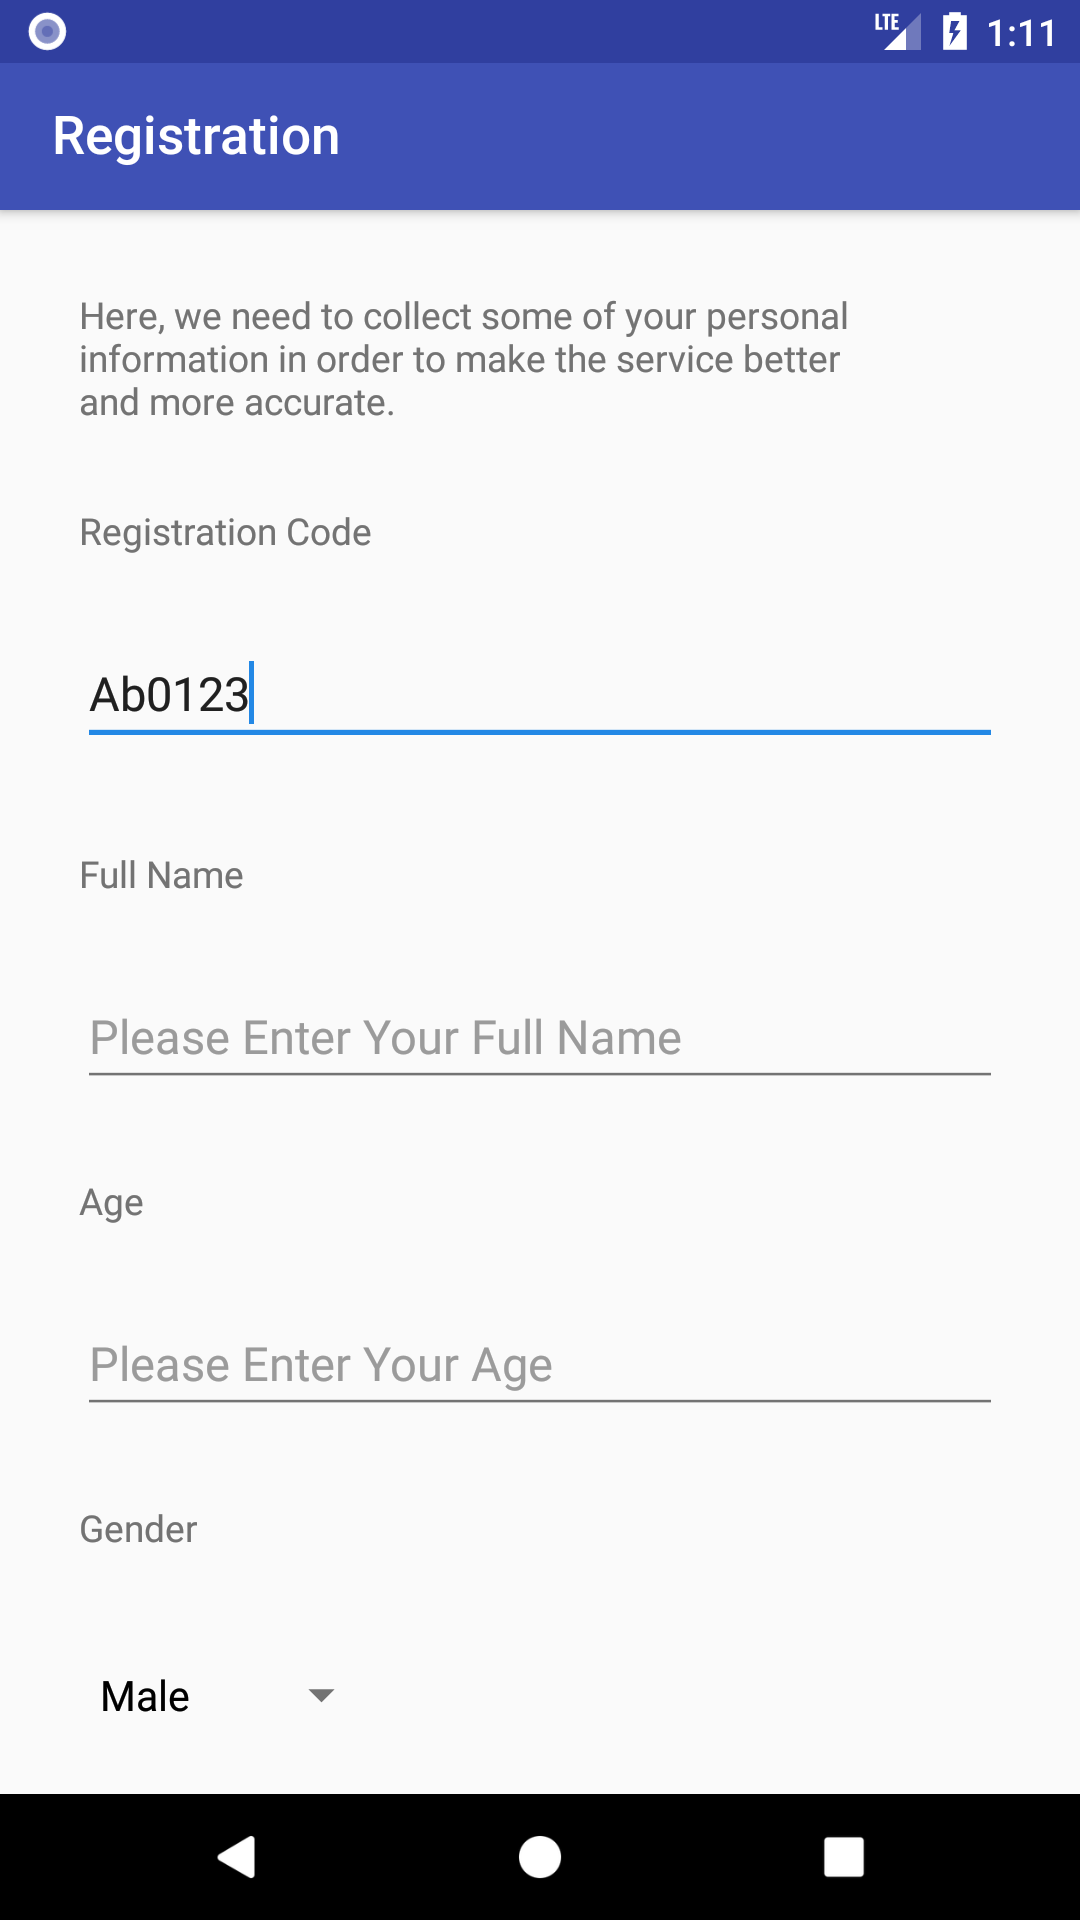 LTE 1:11
Registration
Here, we need to collect some of your personal
information in order to make the service better
and more accurate.
Registration Code
Ab0123
Full Name
Please Enter Your Full Name
Age
Please Enter Your Age
Gender
Male